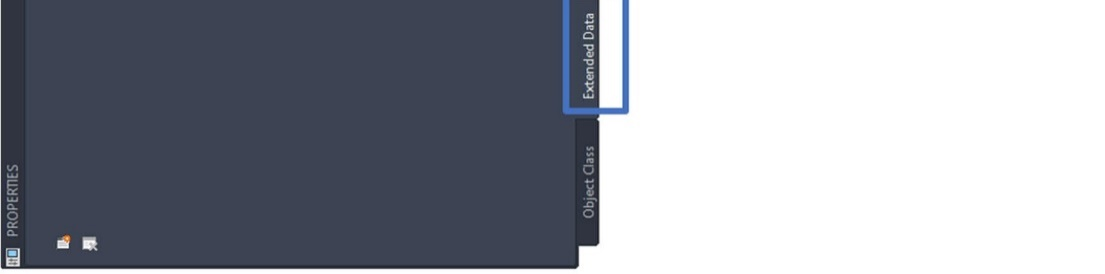 PROPERTIES
Extended Data
Object Class